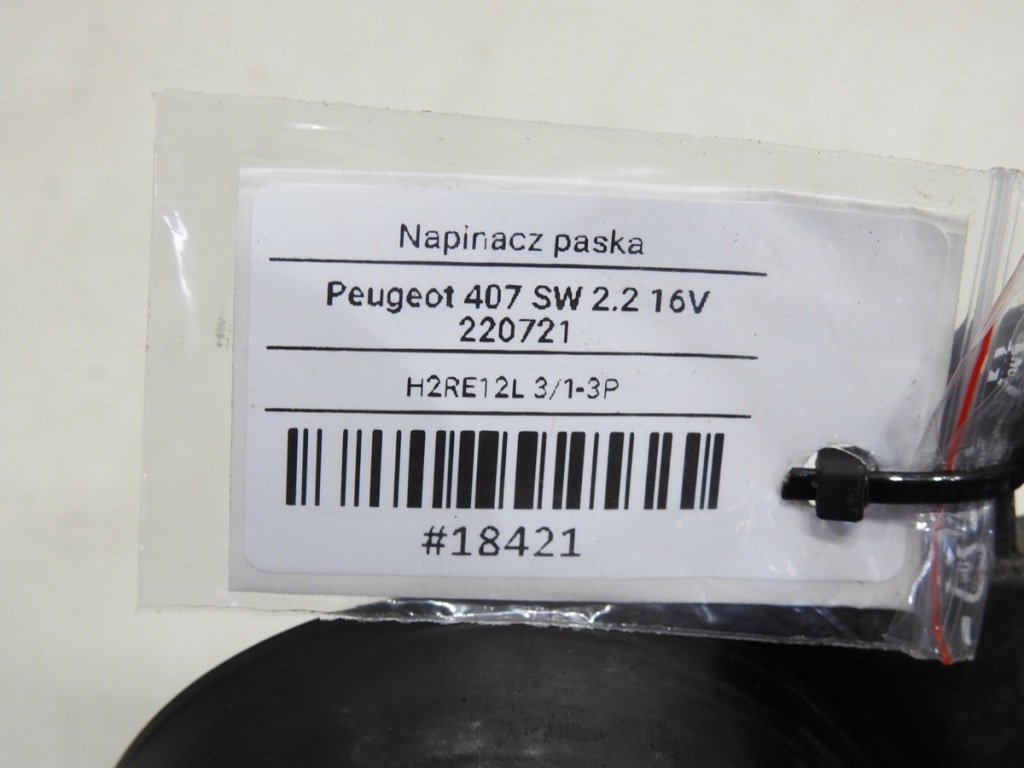 Napinacz paska
Peugeot 407 SW 2.2 16V
220721
H2RE12L 3/1-3P
#18421